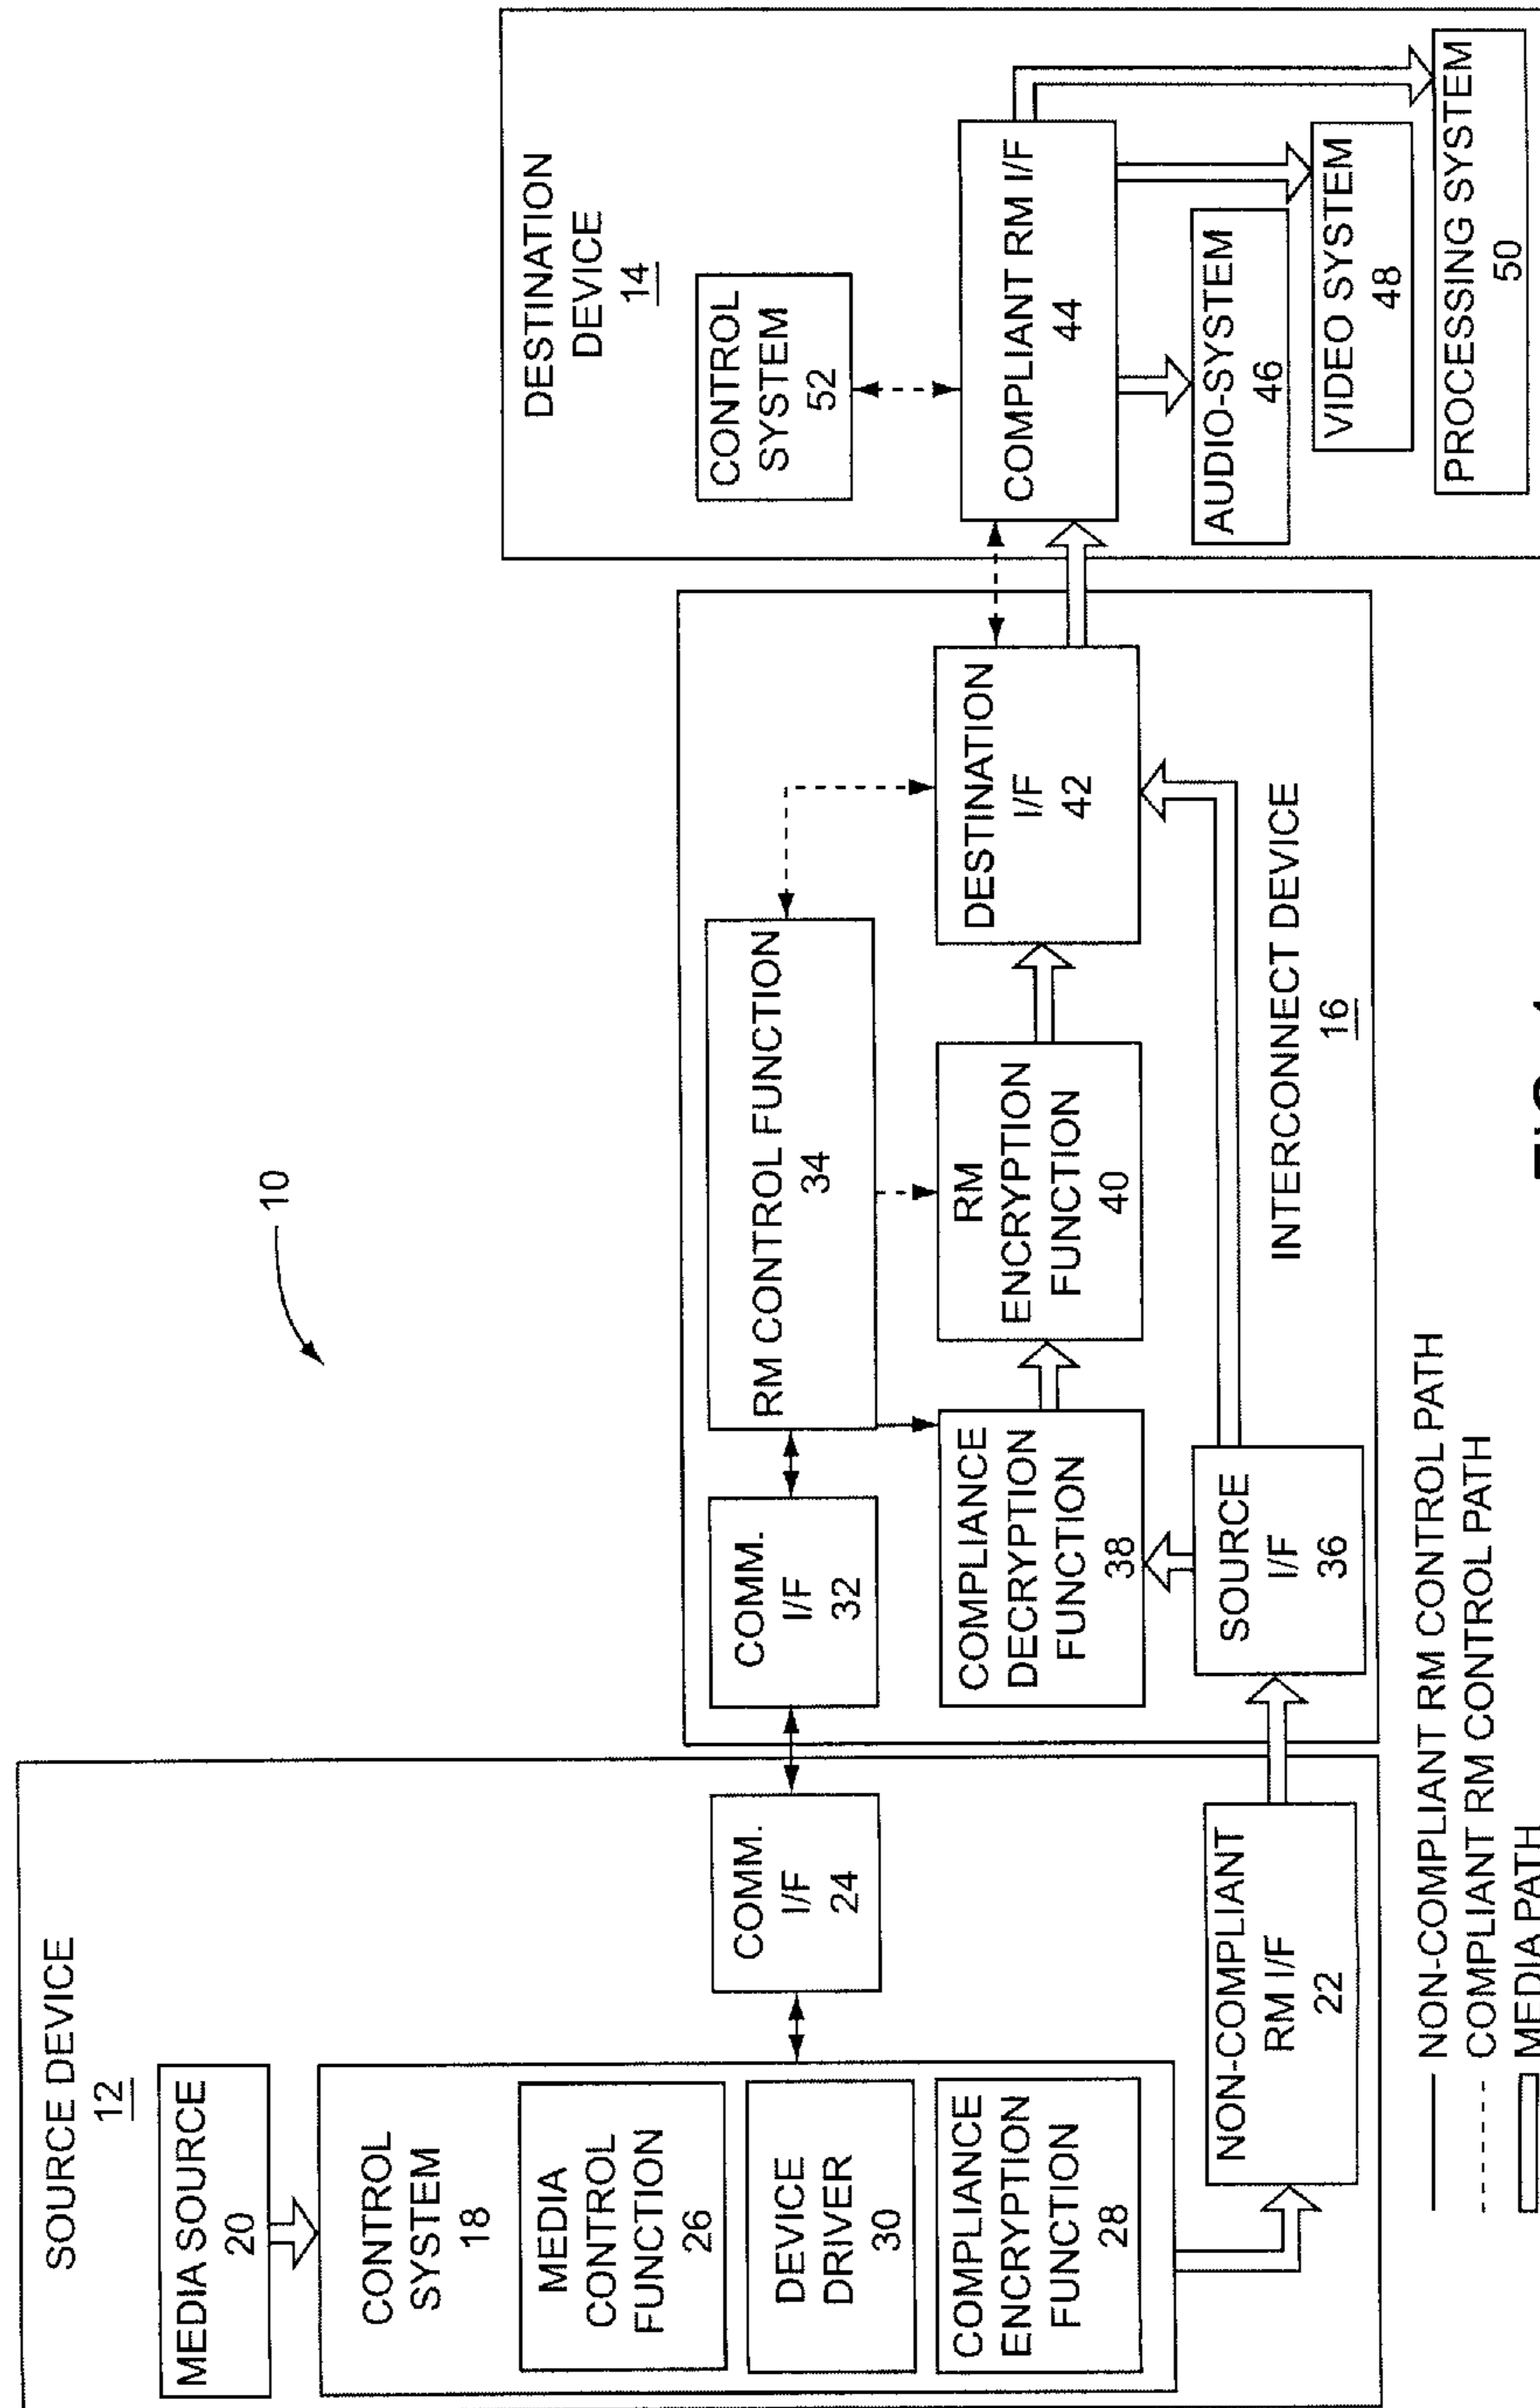 10
SOURCE DEVICE
12
MEDIA SOURCE
20
CONTROL
SYSTEM
18
MEDIA
CONTROL
FUNCTION
26
DEVICE
DRIVER
30
COMPLIANCE
ENCRYPTION
FUNCTION
28
COMM.
I/F
24
NON-COMPLIANT
RM I/F
22
COMM.
I/F
32
RM CONTROL FUNCTION
34
COMPLIANCE
DECRYPTION
FUNCTION
38
RM
ENCRYPTION
FUNCTION
40
DESTINATION
I/F
42
SOURCE
I/F
36
INTERCONNECT DEVICE
16
DESTINATION
DEVICE
14
CONTROL
SYSTEM
52
COMPLIANT RM I/F
44
AUDIO-SYSTEM
46
VIDEO SYSTEM
48
PROCESSING SYSTEM
50
NON-COMPLIANT RM CONTROL PATH
COMPLIANT RM CONTROL PATH
MEDIA PATH